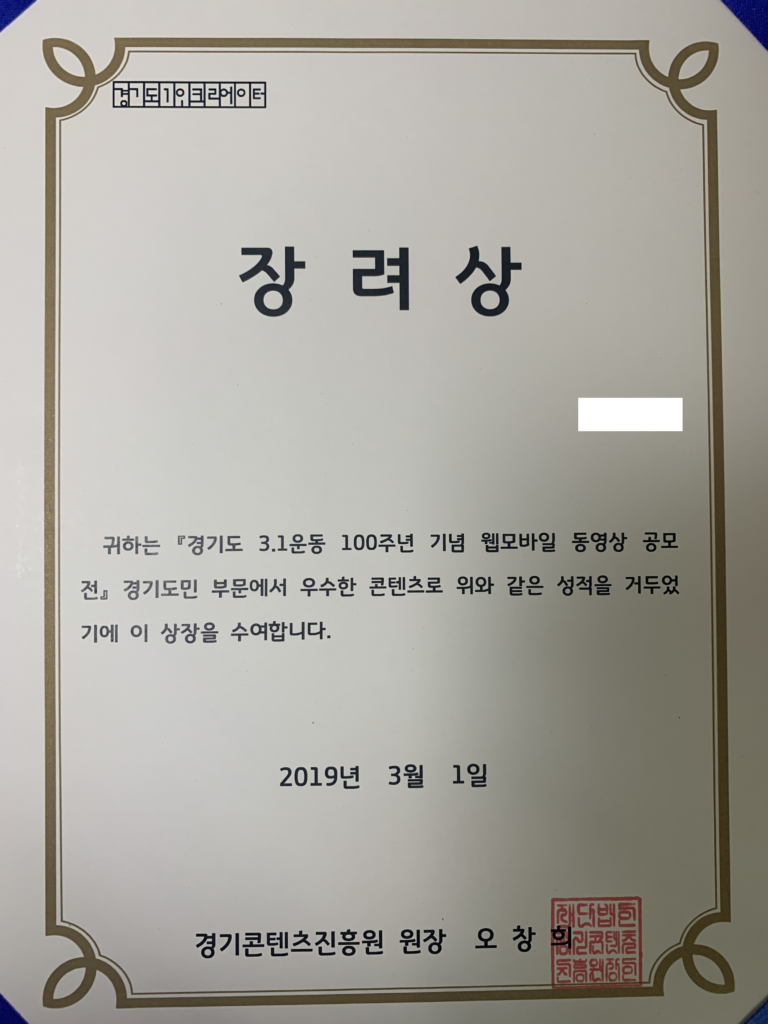 경기도1인크리에이터
장 려 상
귀하는 『경기도 3.1운동 100주년 기념 웹모바일 동영상 공모
전』 경기도민 부문에서 우수한 콘텐츠로 위와 같은 성적을 거두었
기에 이 상장을 수여합니다.
2019년 3월 1일
경기콘텐츠진흥원 원장 오 창 희